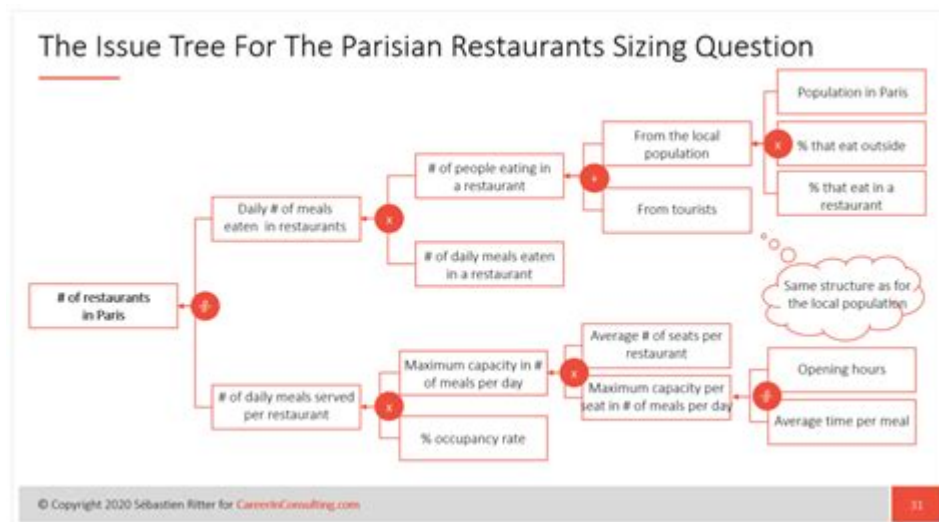 The Issue Tree For The Parisian Restaurants Sizing Question
Population in Paris
From the local
population
x
% that eat outside
# of people eating in
a restaurant
+
% that eat in a
restaurant
Daily # of meals
eaten in restaurants
x
From tourists
# of daily meals eaten
in a restaurant
# of restaurants
in Paris
÷
Same structure as for
the local population
Average # of seats per
restaurant
Maximum capacity in #
of meals per day
x
Opening hours
# of daily meals served
per restaurant
x
Maximum capacity per
seat in # of meals per day
÷
% occupancy rate
Average time per meal
© Copyright 2020 Sébastien Ritter for CareerInConsulting.com
31